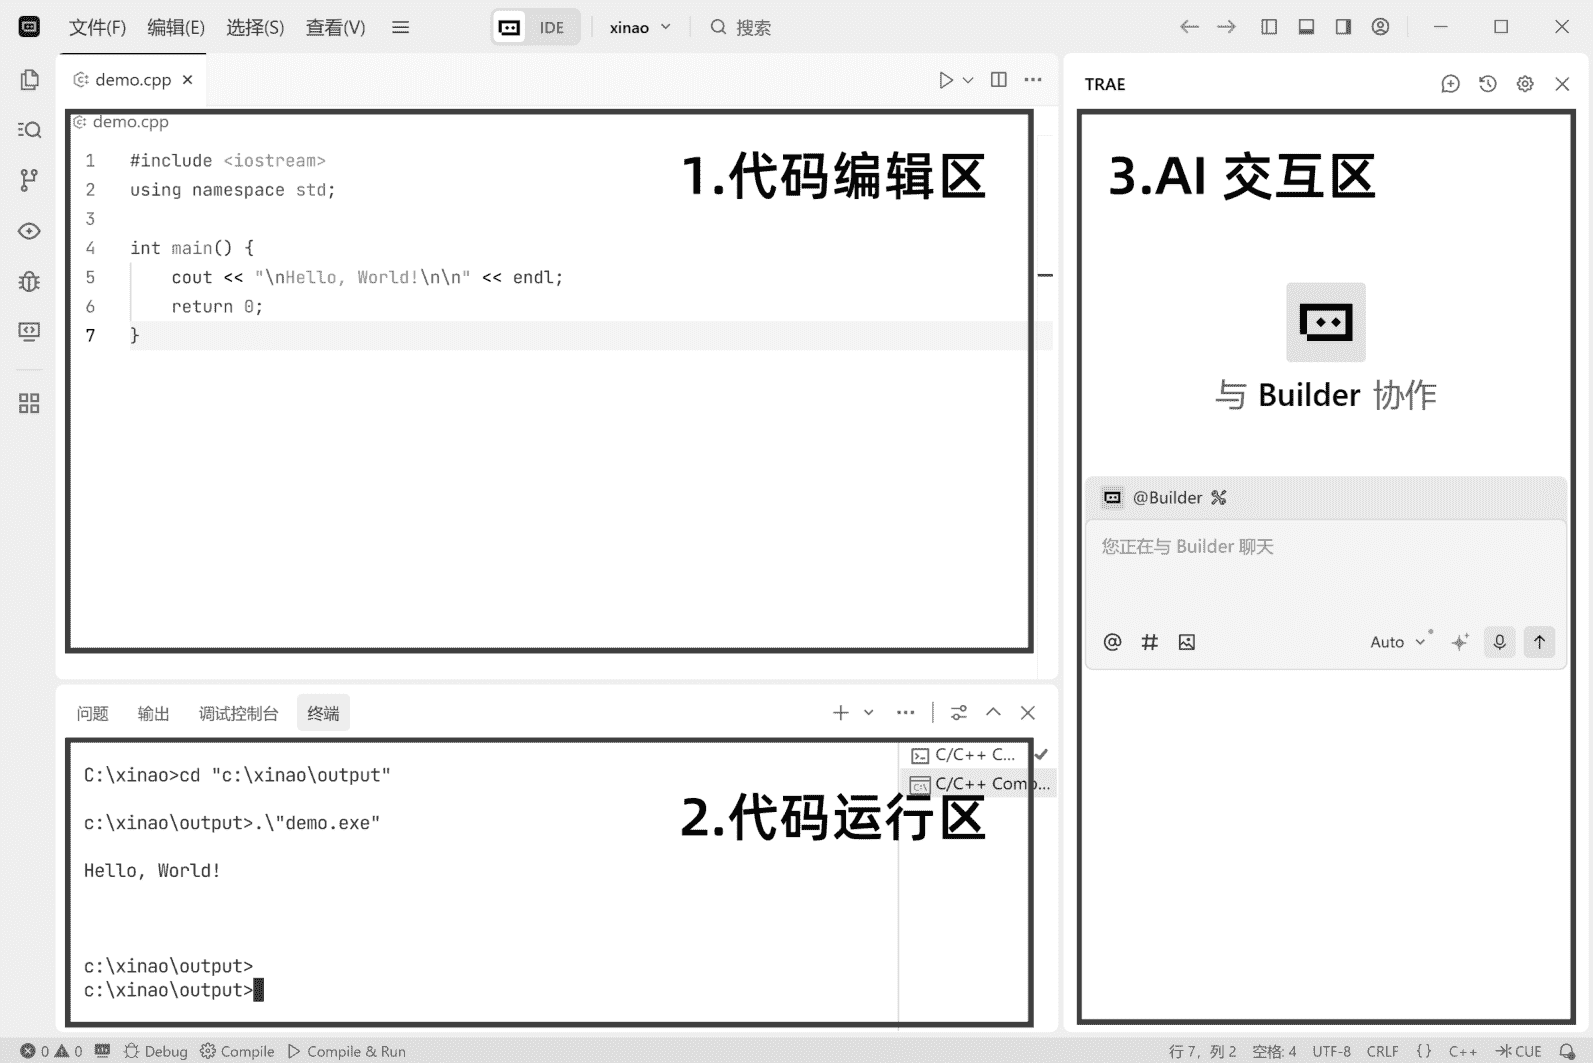 文件(F) 编辑(E) 选择(S) 查看(V) IDE xinao 搜索
demo.cpp
demo.cpp
1 #include <iostream>
2 using namespace std;
3
4 int main() {
5 cout << "\nHello, World!\n\n" << endl;
6 return 0;
7 }
1.代码编辑区
问题 输出 调试控制台 终端
C:\xinao>cd "c:\xinao\output"
c:\xinao\output>.\"demo.exe"
Hello, World!
c:\xinao\output>
c:\xinao\output>
C/C++ C...
C/C++ Comp...
2.代码运行区
TRAE
3.AI 交互区
与 Builder 协作
@Builder
您正在与 Builder 聊天
@ # Auto
0 0 Debug Compile Compile & Run 行 7, 列 2 空格: 4 UTF-8 CRLF {} C++ CUE